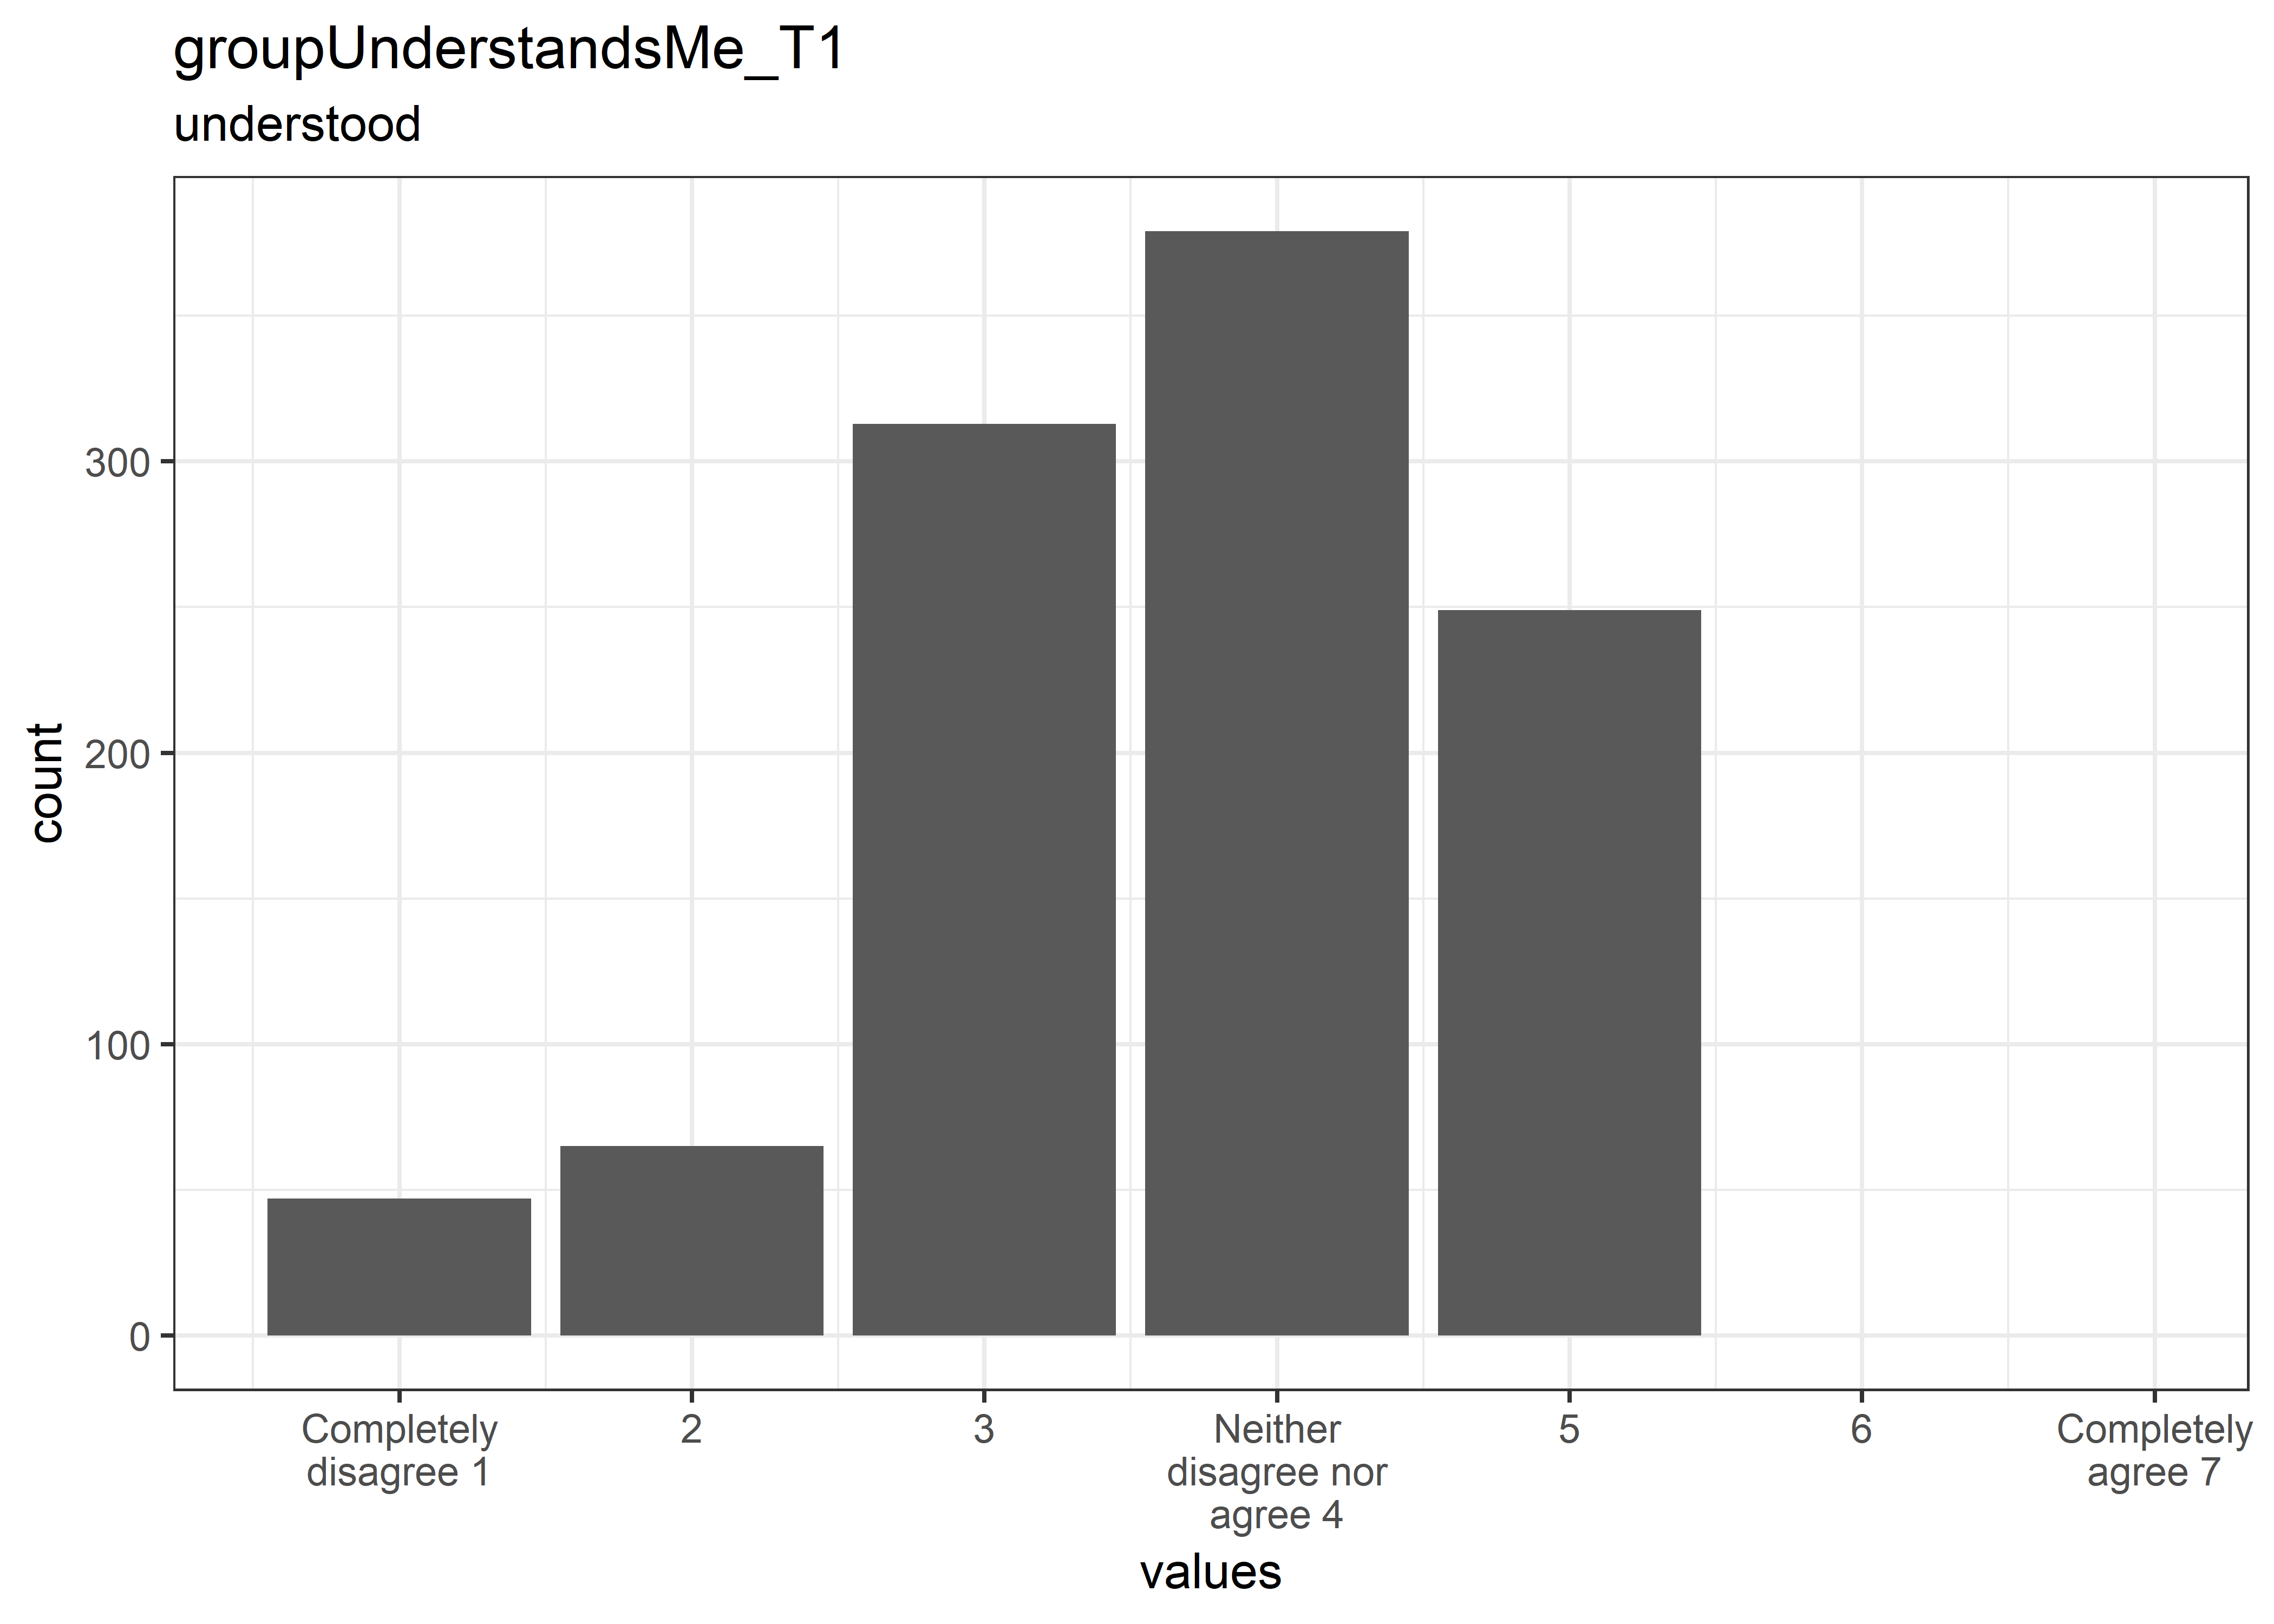 groupUnderstandsMe_T1
understood
count
300
200
100
0
Completely
disagree 1
2
3
Neither
disagree nor
agree 4
5
6
Completely
agree 7
values